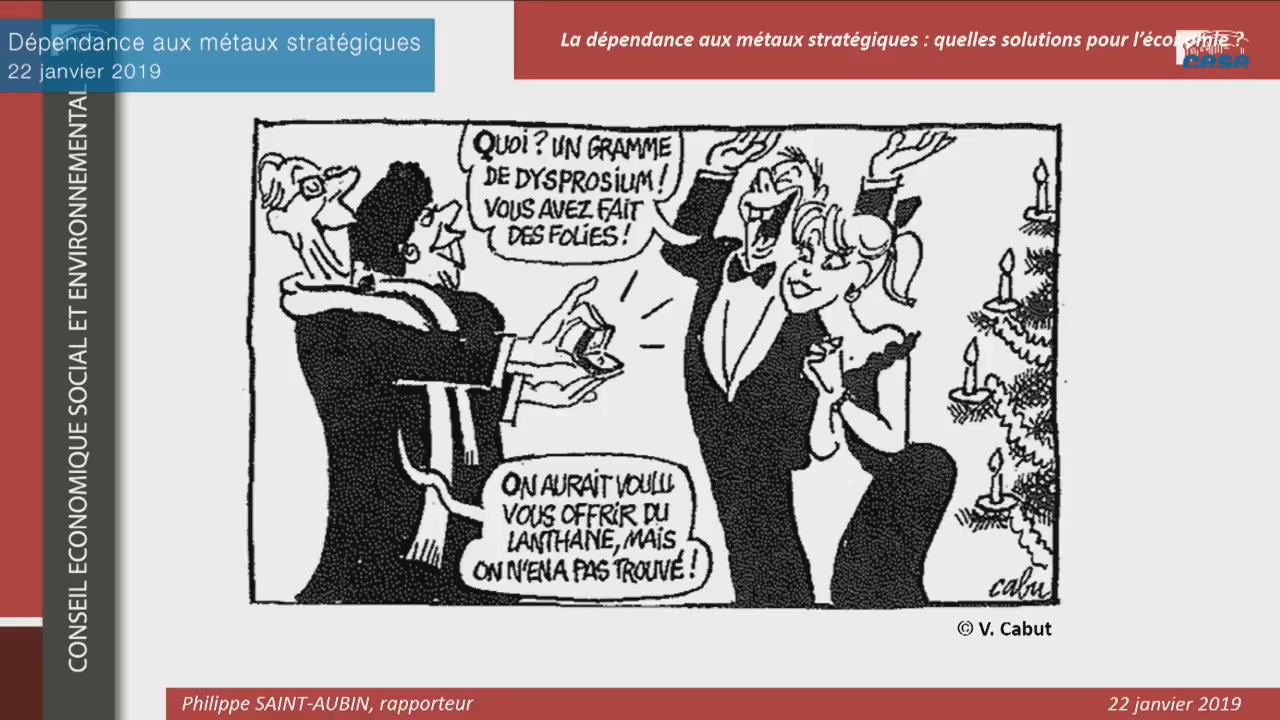 Dépendance aux métaux stratégiques
22 janvier 2019
La dépendance aux métaux stratégiques : quelles solutions pour l'économie ?
cese
CONSEIL ECONOMIQUE SOCIAL ET ENVIRONNEMENTAL
QUOI ? UN GRAMME
DE DYSPROSIUM !
VOUS AVEZ FAIT
DES FOLIES !
ON AURAIT VOULU
VOUS OFFRIR DU
LANTHANE, MAIS
ON N'EN A PAS TROUVÉ !
cabu
© V. Cabut
Philippe SAINT-AUBIN, rapporteur
22 janvier 2019